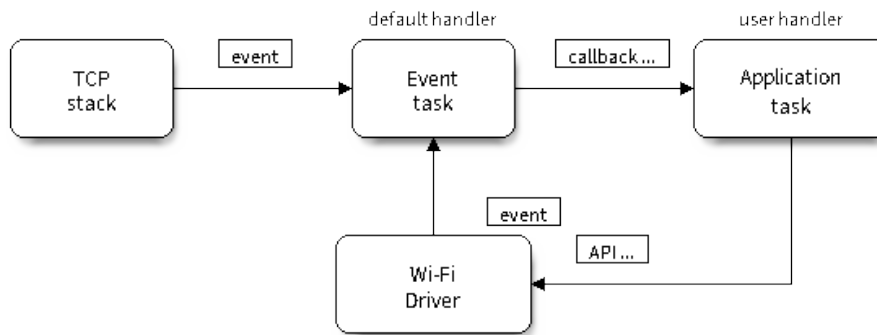 default handler
user handler
event
callback ...
TCP
stack
Event
task
Application
task
event
API ...
Wi-Fi
Driver